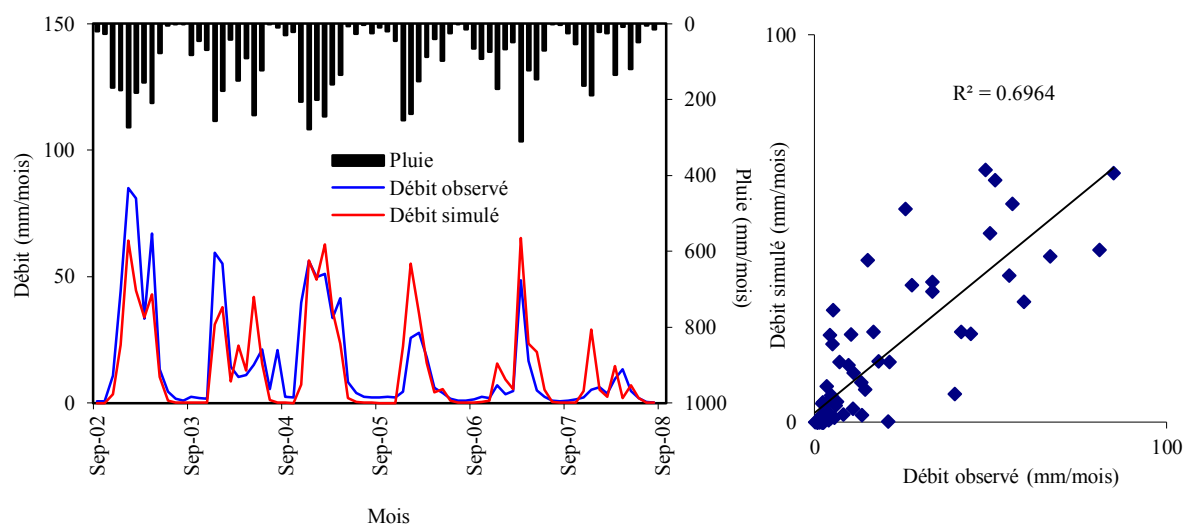 150
100
50
0
Débit (mm/mois)
0
200
400
600
800
1000
Pluie (mm/mois)
Pluie
Débit observé
Débit simulé
Sep-02
Sep-03
Sep-04
Sep-05
Sep-06
Sep-07
Sep-08
Mois
100
0
Débit simulé (mm/mois)
R² = 0.6964
0
100
Débit observé (mm/mois)